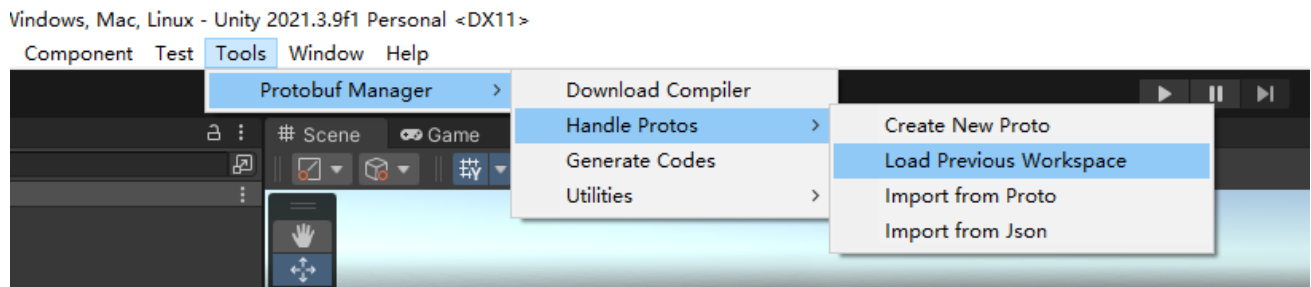 Windows, Mac, Linux - Unity 2021.3.9f1 Personal <DX11>
Component Test Tools Window Help
Protobuf Manager
Download Compiler
Handle Protos
Generate Codes
Utilities
Create New Proto
Load Previous Workspace
Import from Proto
Import from Json
Scene
Game